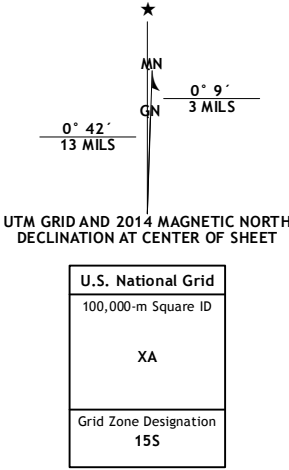 ★
MN
GN
0° 9´
3 MILS
0° 42´
13 MILS
UTM GRID AND 2014 MAGNETIC NORTH
DECLINATION AT CENTER OF SHEET
U.S. National Grid
100,000-m Square ID
XA
Grid Zone Designation
15S